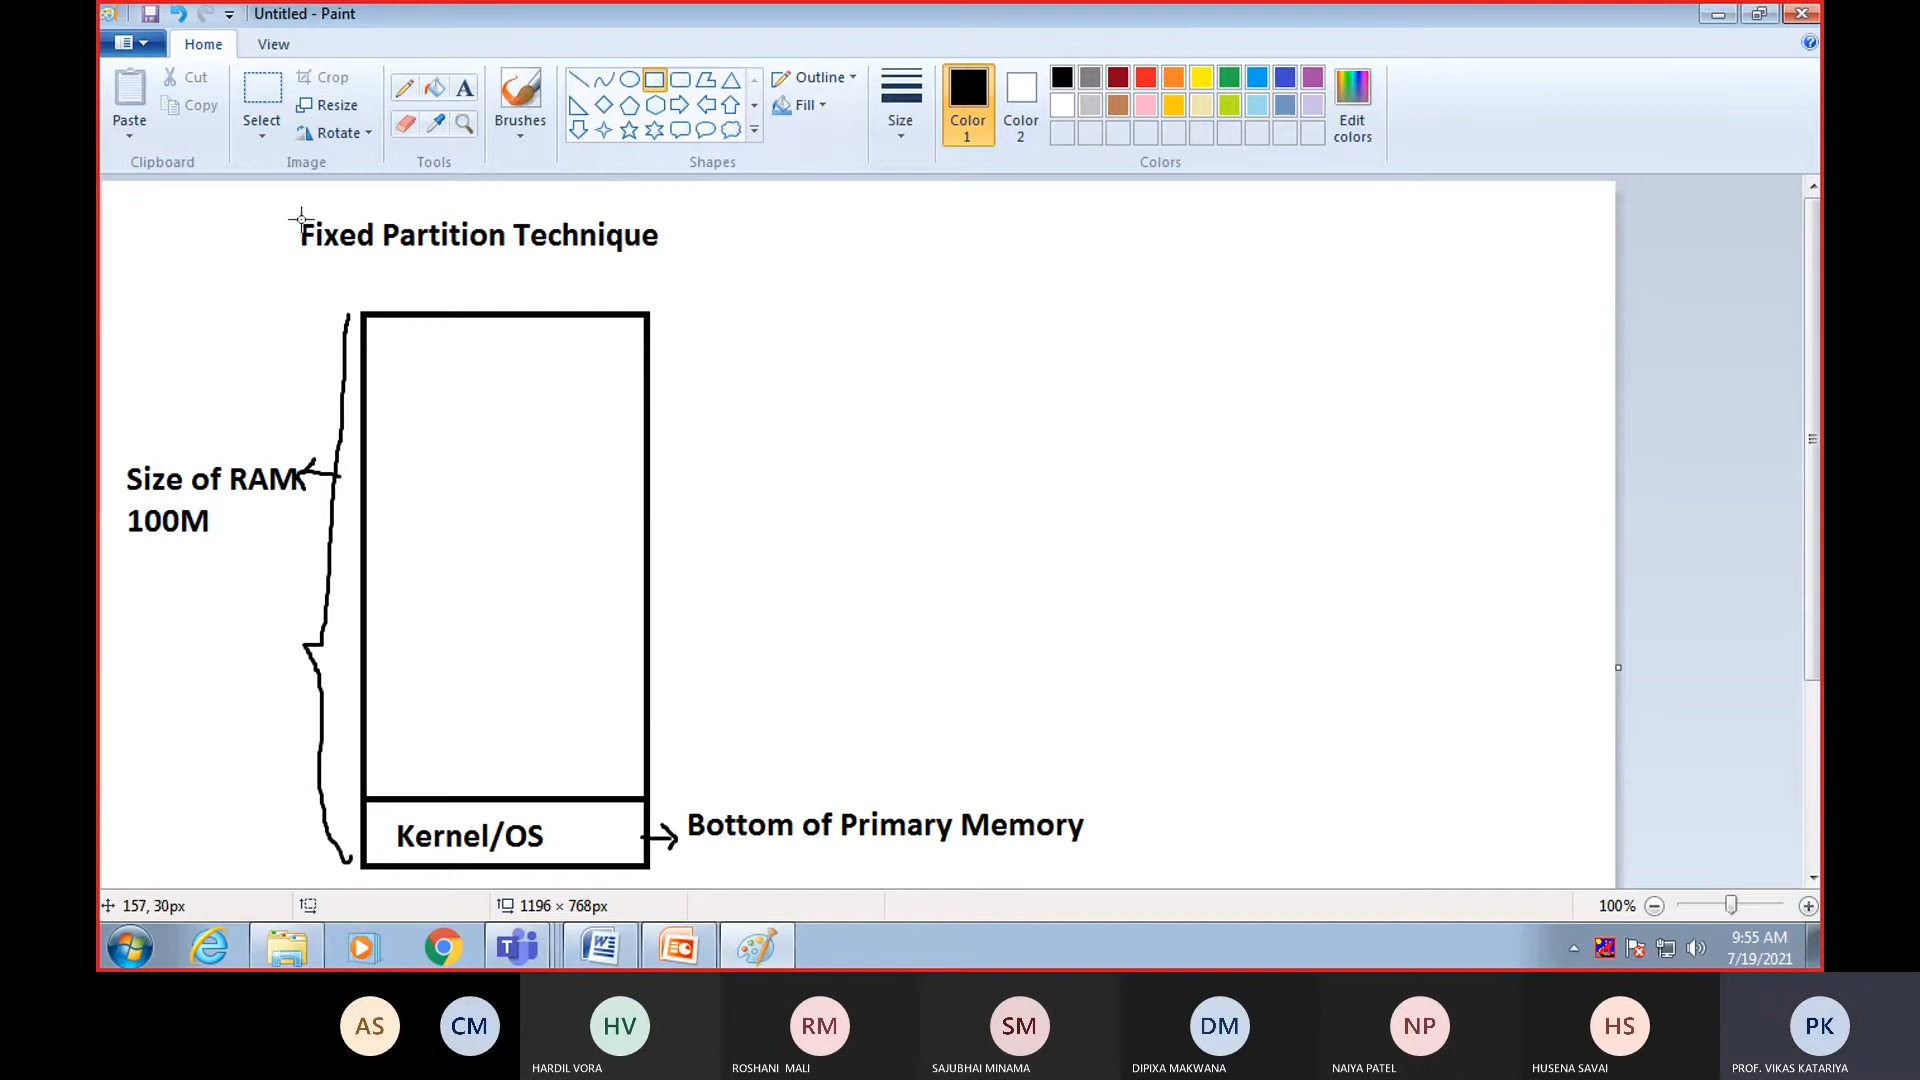 Untitled - Paint
Home
View
Paste
Cut
Copy
Clipboard
Select
Crop
Resize
Rotate
Image
A
Tools
Brushes
Outline
Fill
Shapes
Size
Color
1
Color
2
Edit
colors
Colors
Fixed Partition Technique
Size of RAM
100M
Kernel/OS
Bottom of Primary Memory
157, 30px
1196 × 768px
100%
9:55 AM
7/19/2021
AS
CM
HV
RM
SM
DM
NP
HS
PK
HARDIL VORA
ROSHANI MALI
SAJUBHAI MINAMA
DIPIXA MAKWANA
NAIYA PATEL
HUSENA SAVAI
PROF. VIKAS KATARIYA